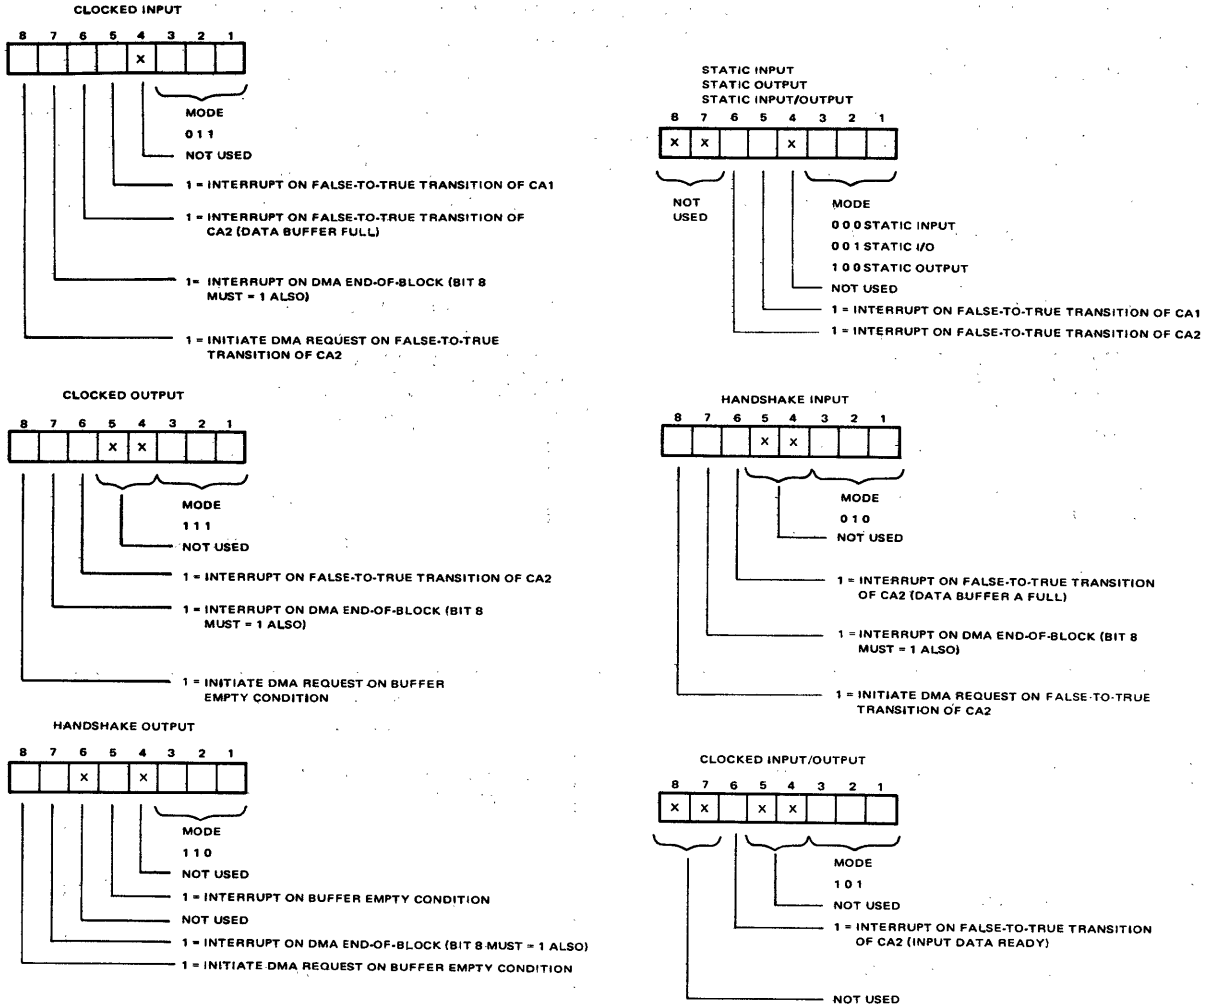 CLOCKED INPUT
8 7 6 5 4 3 2 1
X
MODE
0 1 1
NOT USED
1 = INTERRUPT ON FALSE-TO-TRUE TRANSITION OF CA1
1 = INTERRUPT ON FALSE-TO-TRUE TRANSITION OF
CA2 (DATA BUFFER FULL)
1= INTERRUPT ON DMA END-OF-BLOCK (BIT 8
MUST = 1 ALSO)
1 = INITIATE DMA REQUEST ON FALSE-TO-TRUE
TRANSITION OF CA2
CLOCKED OUTPUT
8 7 6 5 4 3 2 1
X X
MODE
1 1 1
NOT USED
1 = INTERRUPT ON FALSE-TO-TRUE TRANSITION OF CA2
1 = INTERRUPT ON DMA END-OF-BLOCK (BIT 8
MUST = 1 ALSO)
1 = INITIATE DMA REQUEST ON BUFFER
EMPTY CONDITION
HANDSHAKE OUTPUT
8 7 6 5 4 3 2 1
X X
MODE
1 1 0
NOT USED
1 = INTERRUPT ON BUFFER EMPTY CONDITION
NOT USED
1 = INTERRUPT ON DMA END-OF-BLOCK (BIT 8 MUST = 1 ALSO)
1 = INITIATE DMA REQUEST ON BUFFER EMPTY CONDITION
STATIC INPUT
STATIC OUTPUT
STATIC INPUT/OUTPUT
8 7 6 5 4 3 2 1
X X X
NOT
USED
MODE
0 0 0 STATIC INPUT
0 0 1 STATIC I/O
1 0 0 STATIC OUTPUT
NOT USED
1 = INTERRUPT ON FALSE-TO-TRUE TRANSITION OF CA1
1 = INTERRUPT ON FALSE-TO-TRUE TRANSITION OF CA2
HANDSHAKE INPUT
8 7 6 5 4 3 2 1
X X
MODE
0 1 0
NOT USED
1 = INTERRUPT ON FALSE-TO-TRUE TRANSITION
OF CA2 (DATA BUFFER A FULL)
1 = INTERRUPT ON DMA END-OF-BLOCK (BIT 8
MUST = 1 ALSO)
1 = INITIATE DMA REQUEST ON FALSE-TO-TRUE
TRANSITION OF CA2
CLOCKED INPUT/OUTPUT
8 7 6 5 4 3 2 1
X X X X
MODE
1 0 1
NOT USED
1 = INTERRUPT ON FALSE-TO-TRUE TRANSITION
OF CA2 (INPUT DATA READY)
NOT USED